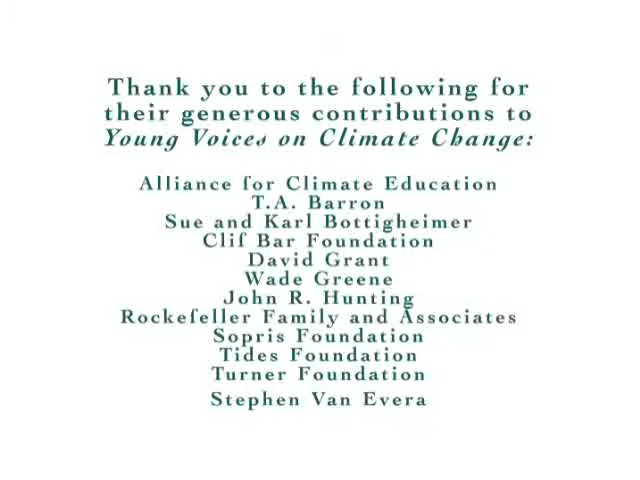 Thank you to the following for
their generous contributions to
Young Voices on Climate Change:
Alliance for Climate Education
T.A. Barron
Sue and Karl Bottigheimer
Clif Bar Foundation
David Grant
Wade Greene
John R. Hunting
Rockefeller Family and Associates
Sopris Foundation
Tides Foundation
Turner Foundation
Stephen Van Evera